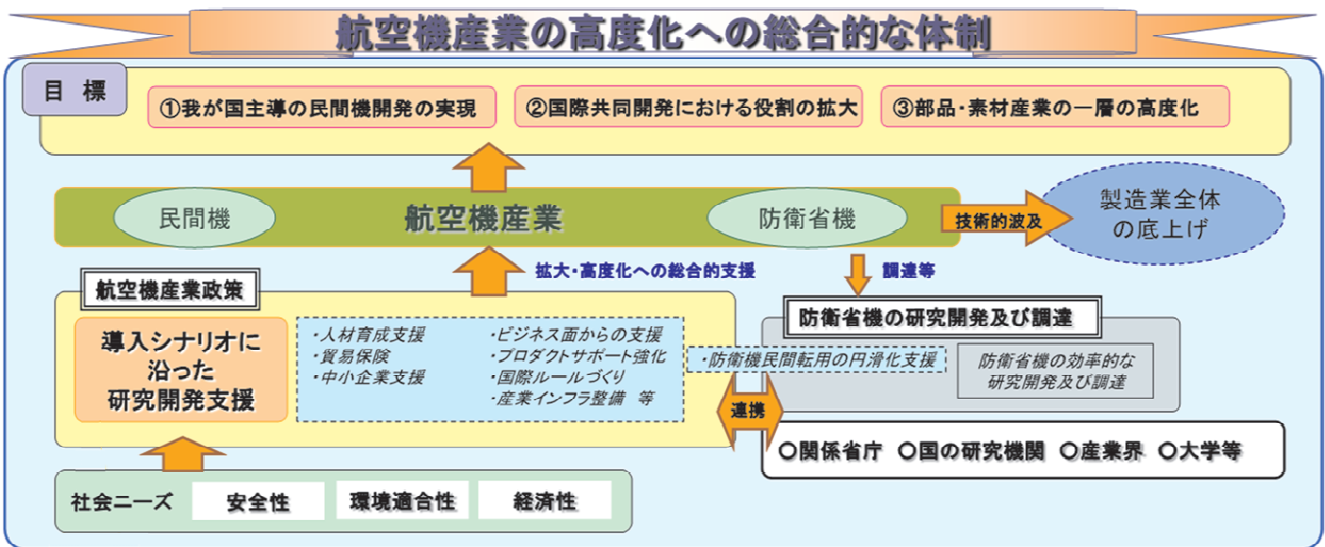 航空機産業の高度化への総合的な体制
目 標
①我が国主導の民間機開発の実現
②国際共同開発における役割の拡大
③部品・素材産業の一層の高度化
民間機
航空機産業
防衛省機
技術的波及
製造業全体
の底上げ
拡大・高度化への総合的支援
調達等
航空機産業政策
導入シナリオに
沿った
研究開発支援
・人材育成支援
・貿易保険
・中小企業支援
・ビジネス面からの支援
・プロダクトサポート強化
・国際ルールづくり
・産業インフラ整備 等
防衛省機の研究開発及び調達
・防衛機民間転用の円滑化支援
防衛省機の効率的な
研究開発及び調達
連携
○関係省庁 ○国の研究機関 ○産業界 ○大学等
社会ニーズ
安全性
環境適合性
経済性